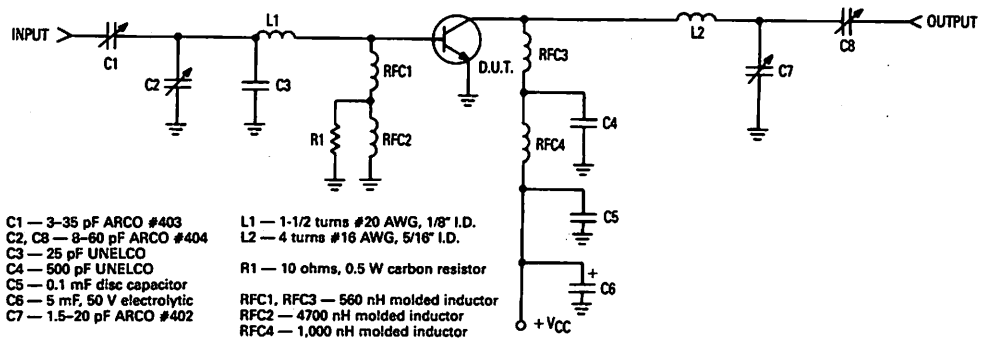 INPUT
C1
C2
C3
L1
RFC1
R1
RFC2
D.U.T.
RFC3
C4
RFC4
C5
C6
+VCC
L2
C7
C8
OUTPUT
C1 — 3–35 pF ARCO #403
C2, C8 — 8–60 pF ARCO #404
C3 — 25 pF UNELCO
C4 — 500 pF UNELCO
C5 — 0.1 mF disc capacitor
C6 — 5 mF, 50 V electrolytic
C7 — 1.5–20 pF ARCO #402
L1 — 1-1/2 turns #20 AWG, 1/8" I.D.
L2 — 4 turns #16 AWG, 5/16" I.D.
R1 — 10 ohms, 0.5 W carbon resistor
RFC1, RFC3 — 560 nH molded inductor
RFC2 — 4700 nH molded inductor
RFC4 — 1,000 nH molded inductor
+